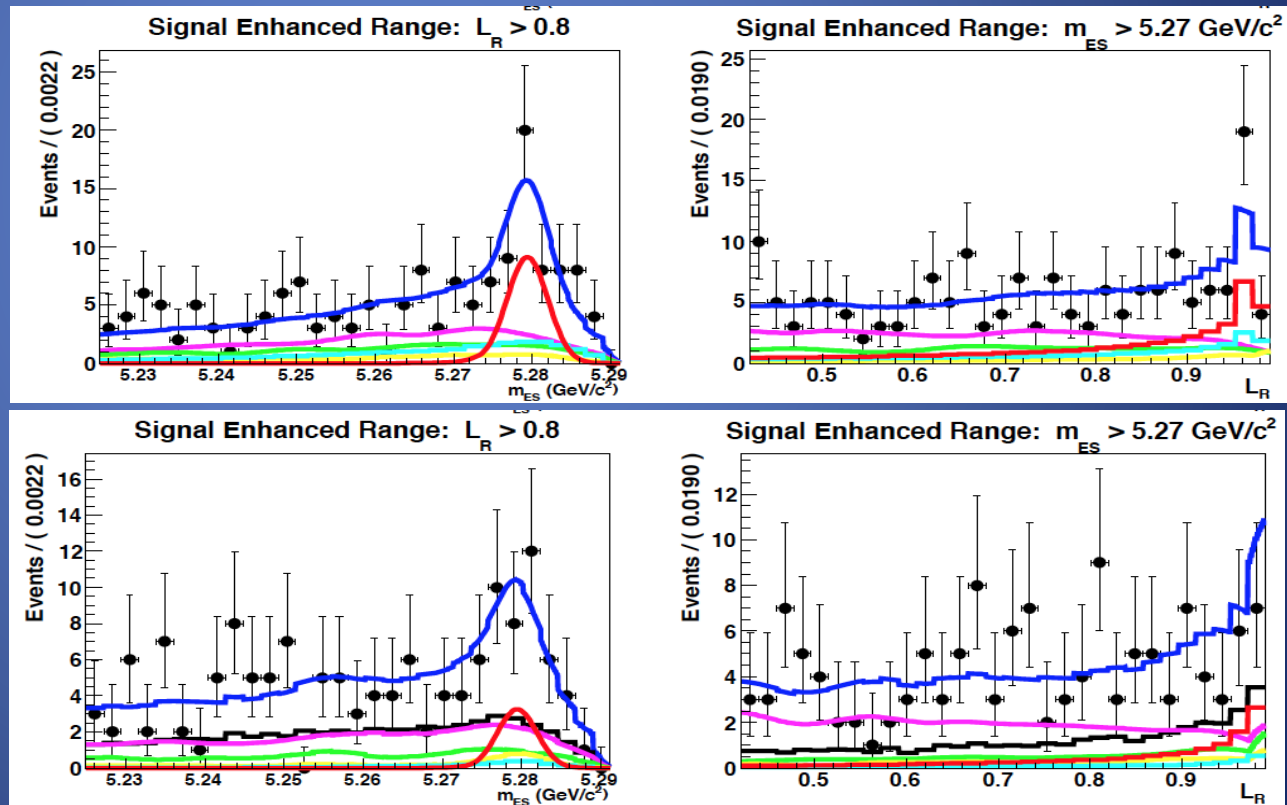 Signal Enhanced Range: L_R > 0.8
Events / ( 0.0022 )
25
20
15
10
5
0
5.23 5.24 5.25 5.26 5.27 5.28 5.29
m_ES (GeV/c²)
Signal Enhanced Range: m_ES > 5.27 GeV/c²
Events / ( 0.0190 )
25
20
15
10
5
0
0.5 0.6 0.7 0.8 0.9
L_R
Signal Enhanced Range: L_R > 0.8
Events / ( 0.0022 )
16
14
12
10
8
6
4
2
0
5.23 5.24 5.25 5.26 5.27 5.28 5.29
m_ES (GeV/c²)
Signal Enhanced Range: m_ES > 5.27 GeV/c²
Events / ( 0.0190 )
12
10
8
6
4
2
0
0.5 0.6 0.7 0.8 0.9
L_R